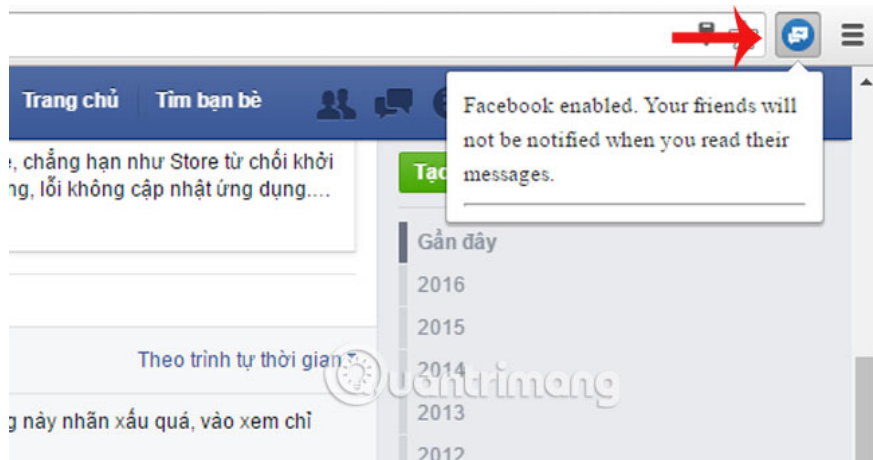 Trang chủ Tìm bạn bè
Facebook enabled. Your friends will
not be notified when you read their
messages.
, chẳng hạn như Store từ chối khởi
ng, lỗi không cập nhật ứng dụng....
Tạo
Gần đây
2016
2015
Theo trình tự thời gian
2014
Quantrimang
2013
g này nhãn xấu quá, vào xem chỉ
2012